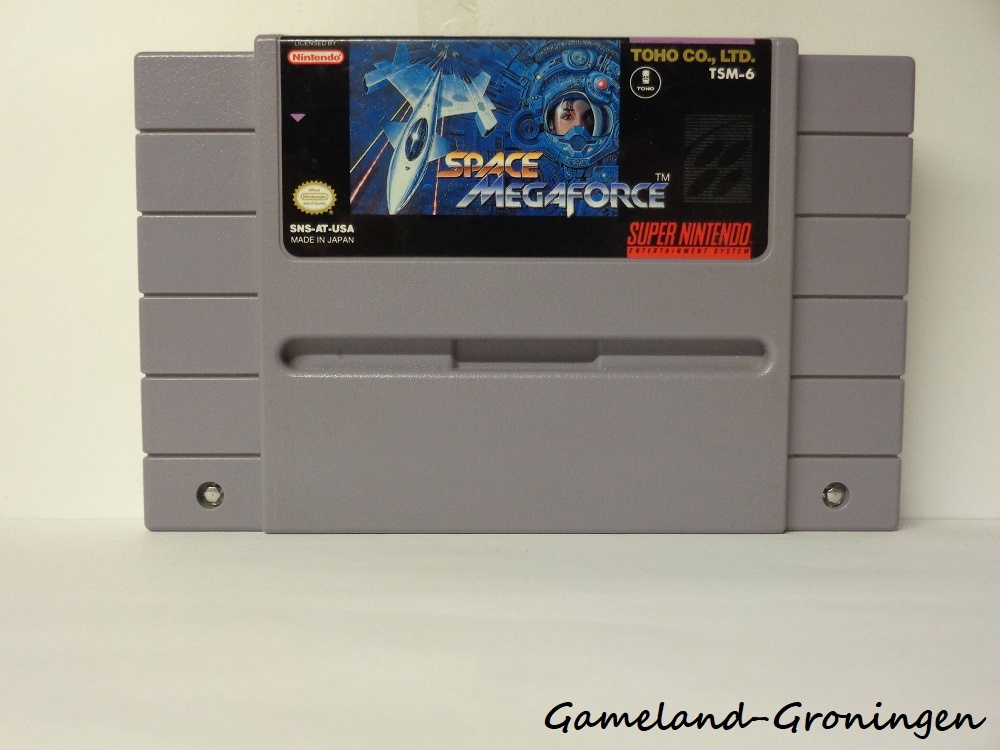 LICENSED BY
Nintendo
TOHO CO., LTD.
TSM-6
TOHO
SPACE
MEGAFORCE TM
Nintendo
SNS-AT-USA
MADE IN JAPAN
SUPER NINTENDO
ENTERTAINMENT SYSTEM
Gameland-Groningen